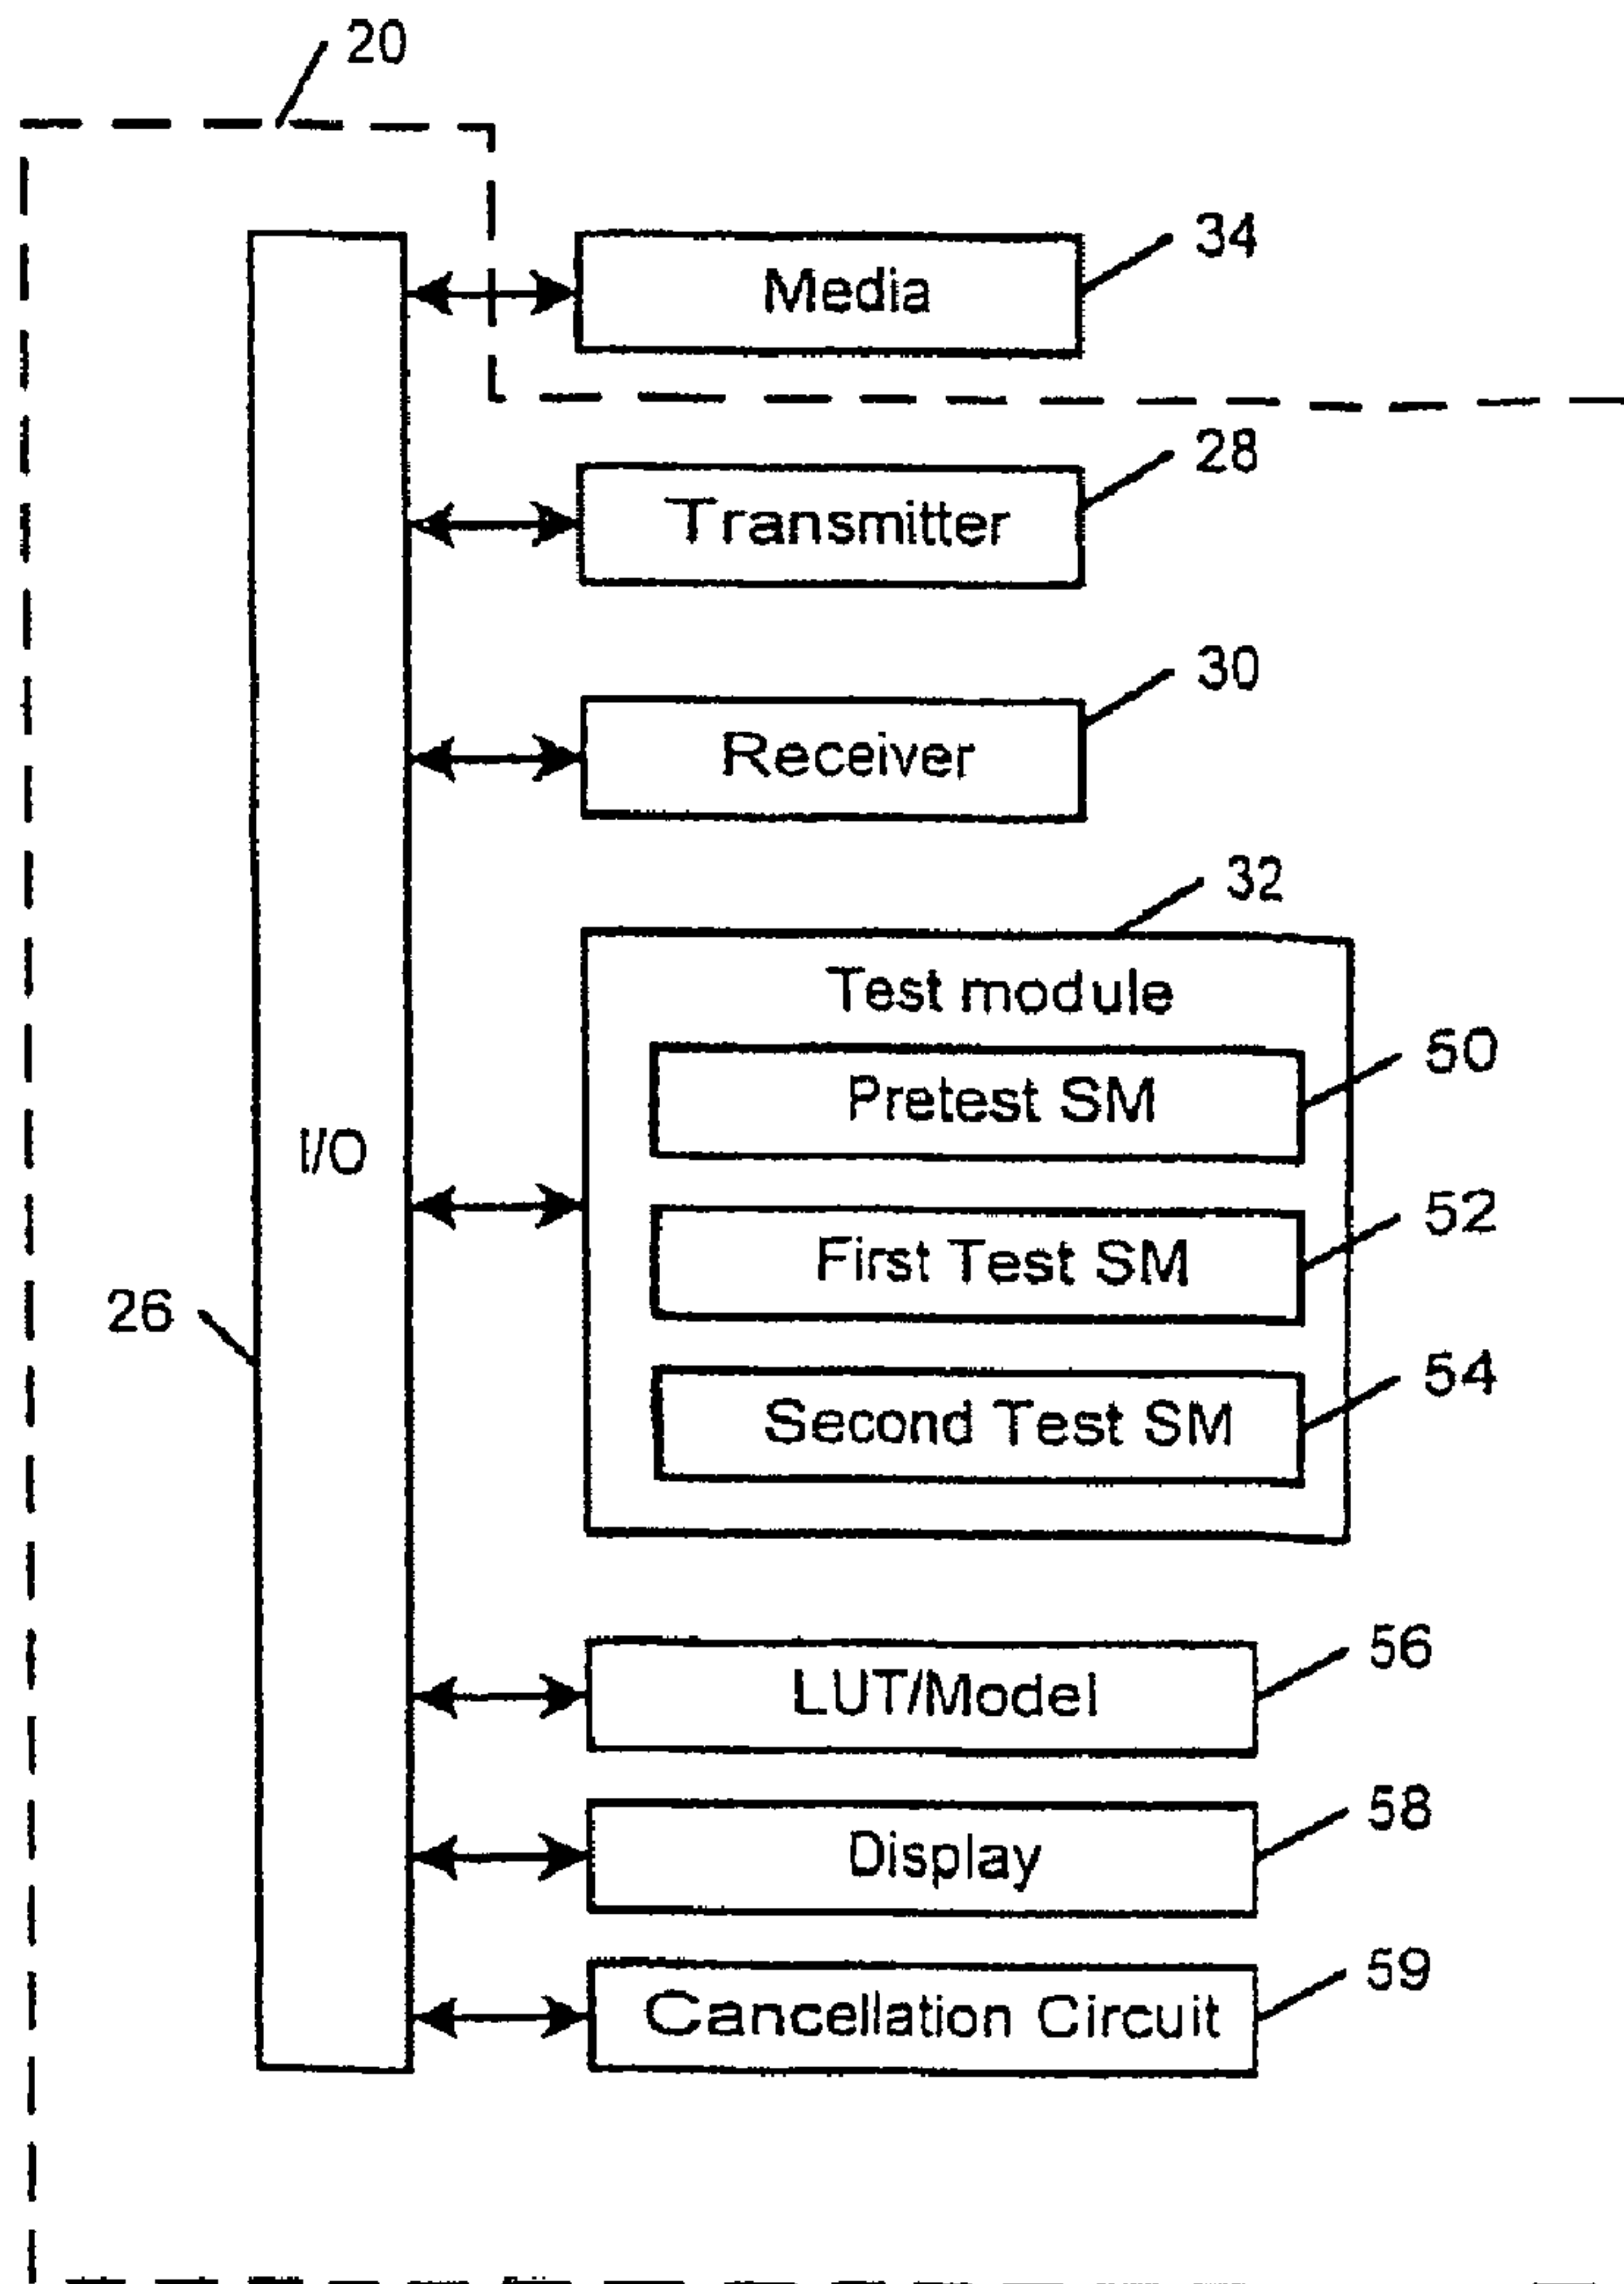 20
34
Media
28
Transmitter
30
Receiver
32
Test module
50
Pretest SM
I/O
52
First Test SM
26
54
Second Test SM
56
LUT/Model
58
Display
59
Cancellation Circuit